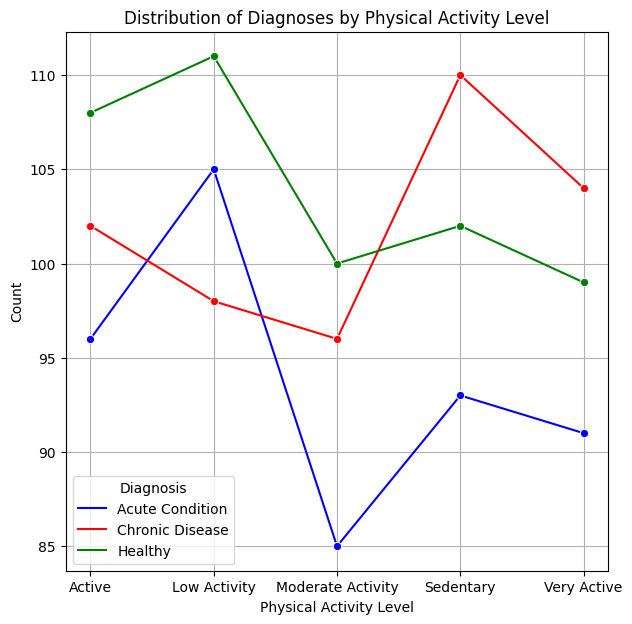 Distribution of Diagnoses by Physical Activity Level
Count
110
105
100
95
90
85
Diagnosis
Acute Condition
Chronic Disease
Healthy
Active Low Activity Moderate Activity Sedentary Very Active
Physical Activity Level